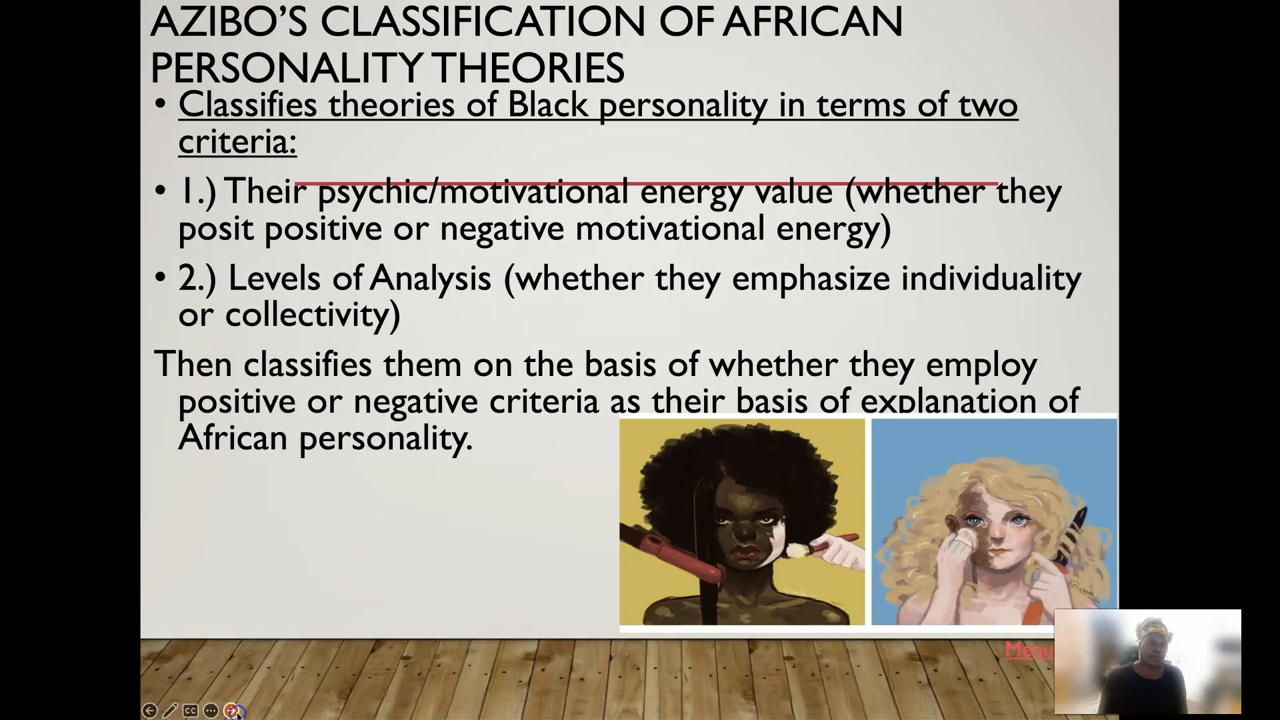 AZIBO’S CLASSIFICATION OF AFRICAN
PERSONALITY THEORIES
• Classifies theories of Black personality in terms of two
criteria:
• 1.) Their psychic/motivational energy value (whether they
posit positive or negative motivational energy)
• 2.) Levels of Analysis (whether they emphasize individuality
or collectivity)
Then classifies them on the basis of whether they employ
positive or negative criteria as their basis of explanation of
African personality.
Menu
CC